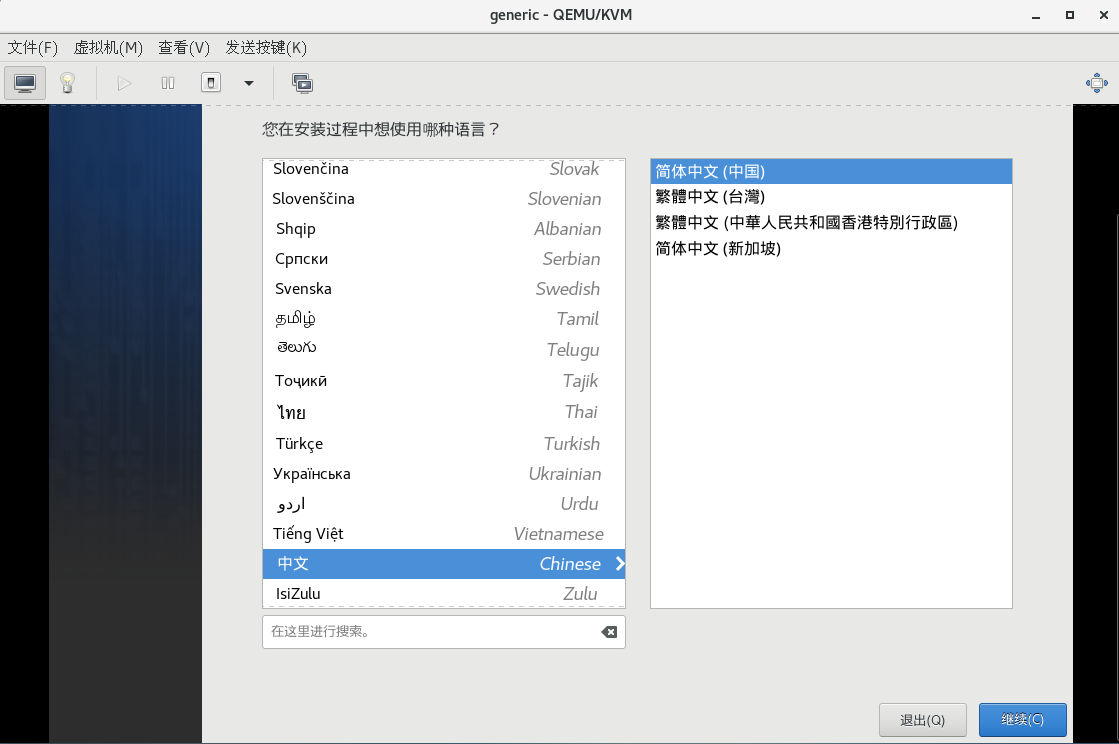 generic - QEMU/KVM
文件(F) 虚拟机(M) 查看(V) 发送按键(K)
您在安装过程中想使用哪种语言？
Slovenčina Slovak
Slovenščina Slovenian
Shqip Albanian
Српски Serbian
Svenska Swedish
தமிழ் Tamil
తెలుగు Telugu
Тоҷикӣ Tajik
ไทย Thai
Türkçe Turkish
Українська Ukrainian
اردو Urdu
Tiếng Việt Vietnamese
中文 Chinese
IsiZulu Zulu
在这里进行搜索。
简体中文 (中国)
繁體中文 (台灣)
繁體中文 (中華人民共和國香港特別行政區)
简体中文 (新加坡)
退出(Q) 继续(C)